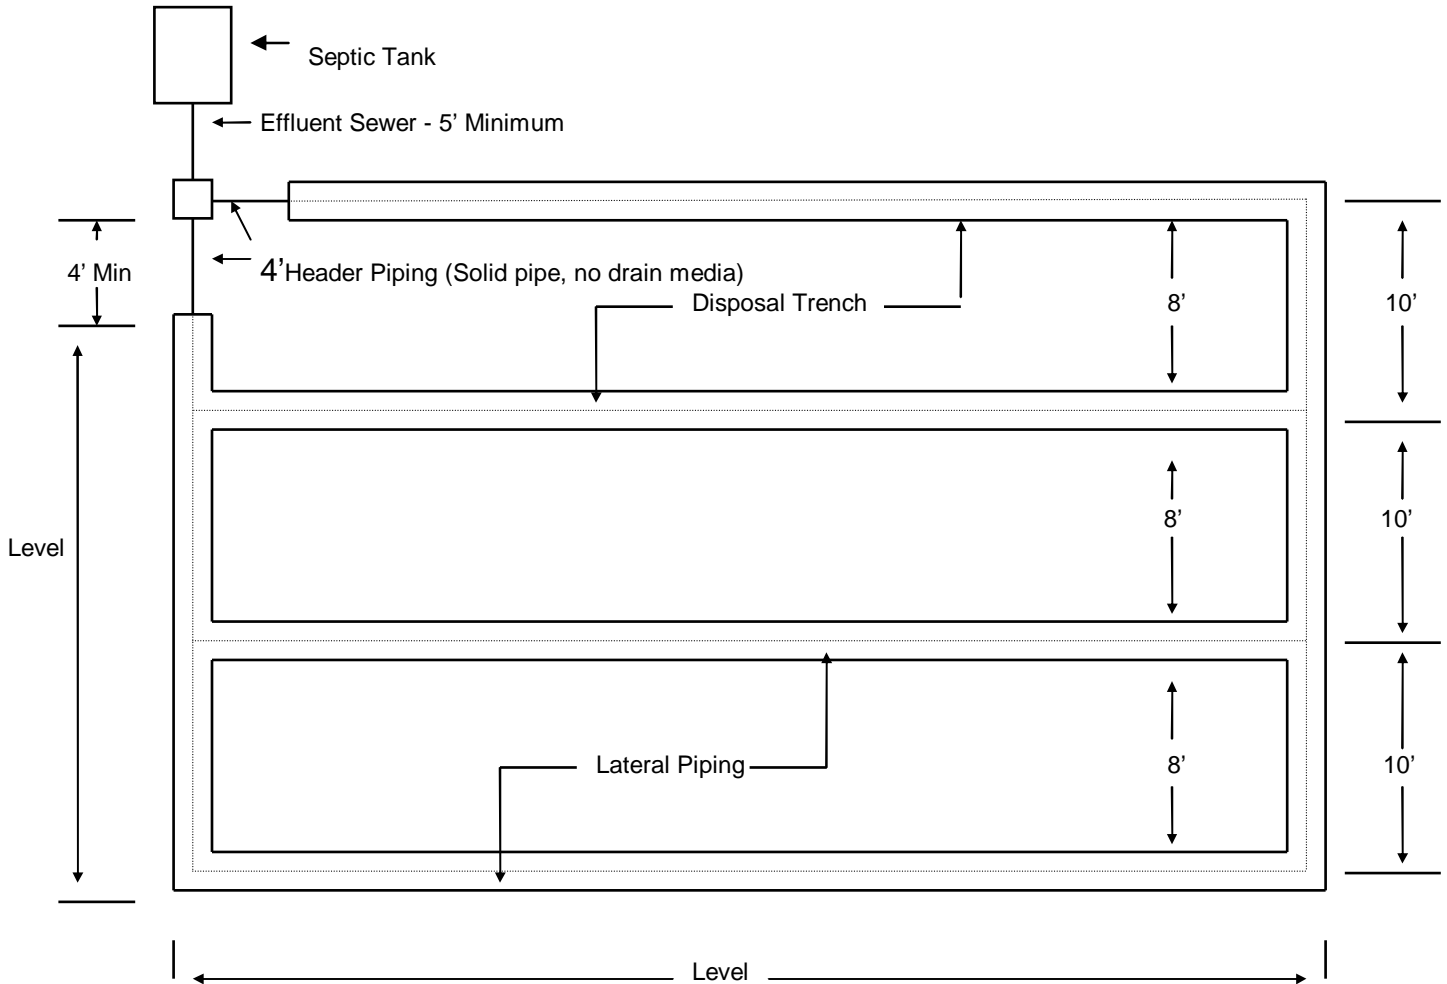 Septic Tank
Effluent Sewer - 5’ Minimum
4’ Min
4’Header Piping (Solid pipe, no drain media)
Disposal Trench
8’
10’
Level
8’
10’
Lateral Piping
8’
10’
Level